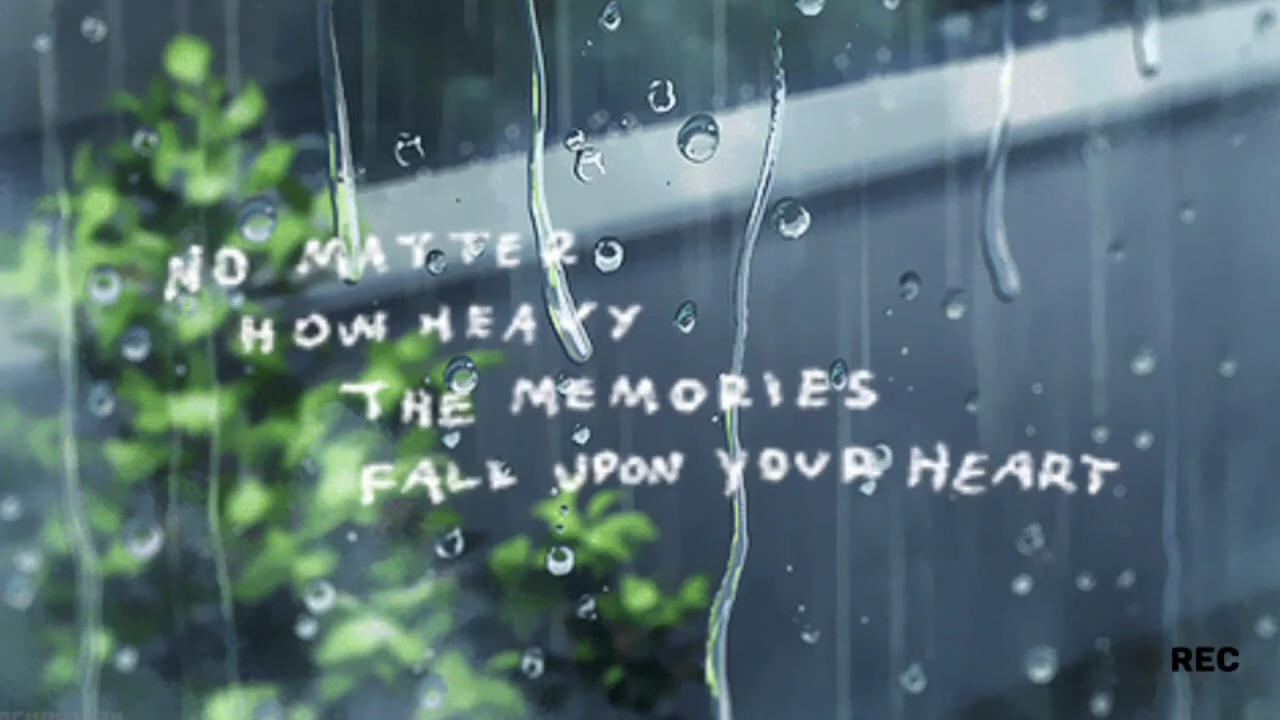 NO MATTER
HOW HEAVY
THE MEMORIES
FALL UPON YOUR HEART
REC